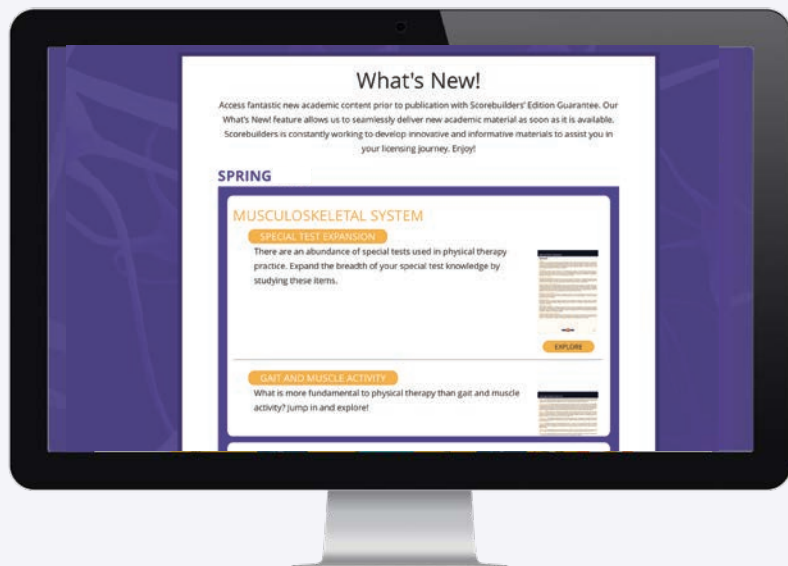 What's New!
Access fantastic new academic content prior to publication with Scorebuilders' Edition Guarantee. Our
What's New! feature allows us to seamlessly deliver new academic material as soon as it is available.
Scorebuilders is constantly working to develop innovative and informative materials to assist you in
your licensing journey. Enjoy!
SPRING
MUSCULOSKELETAL SYSTEM
SPECIAL TEST EXPANSION
There are an abundance of special tests used in physical therapy
practice. Expand the breadth of your special test knowledge by
studying these items.
EXPLORE
GAIT AND MUSCLE ACTIVITY
What is more fundamental to physical therapy than gait and muscle
activity? Jump in and explore!